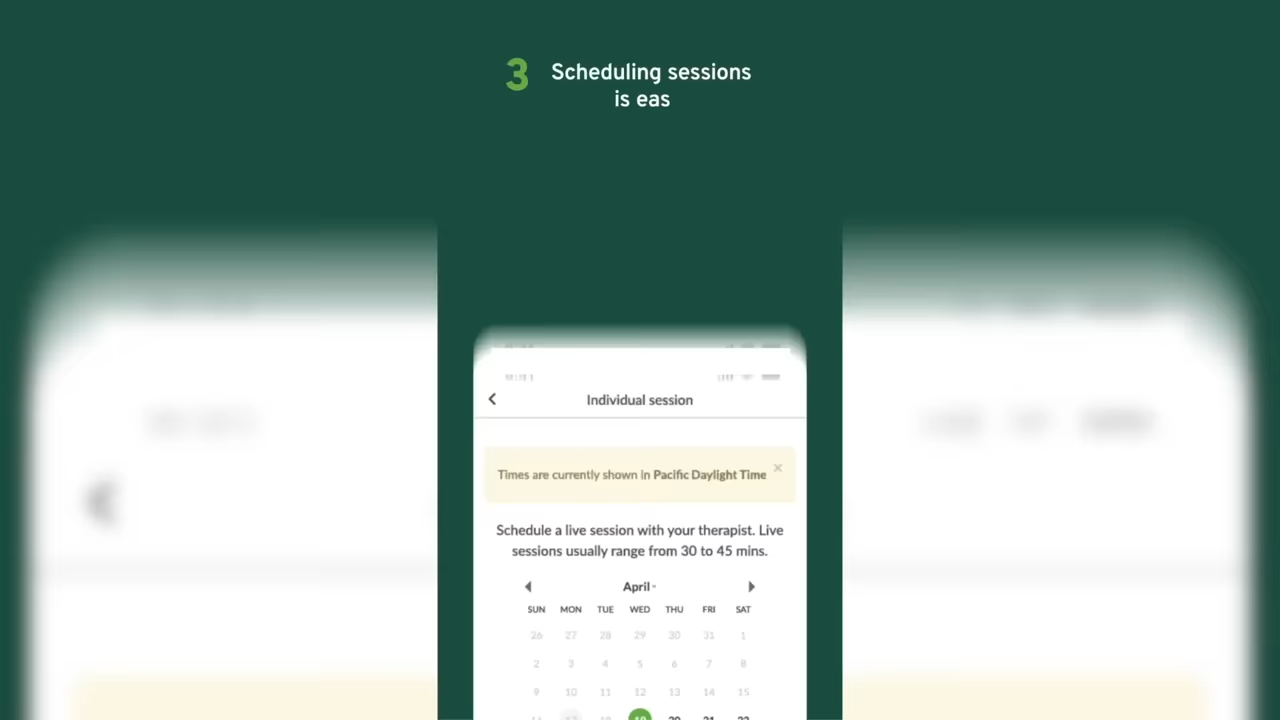 3 Scheduling sessions
is eas
Individual session
Times are currently shown in Pacific Daylight Time ×
Schedule a live session with your therapist. Live
sessions usually range from 30 to 45 mins.
April
SUN MON TUE WED THU FRI SAT
26 27 28 29 30 31 1
2 3 4 5 6 7 8
9 10 11 12 13 14 15